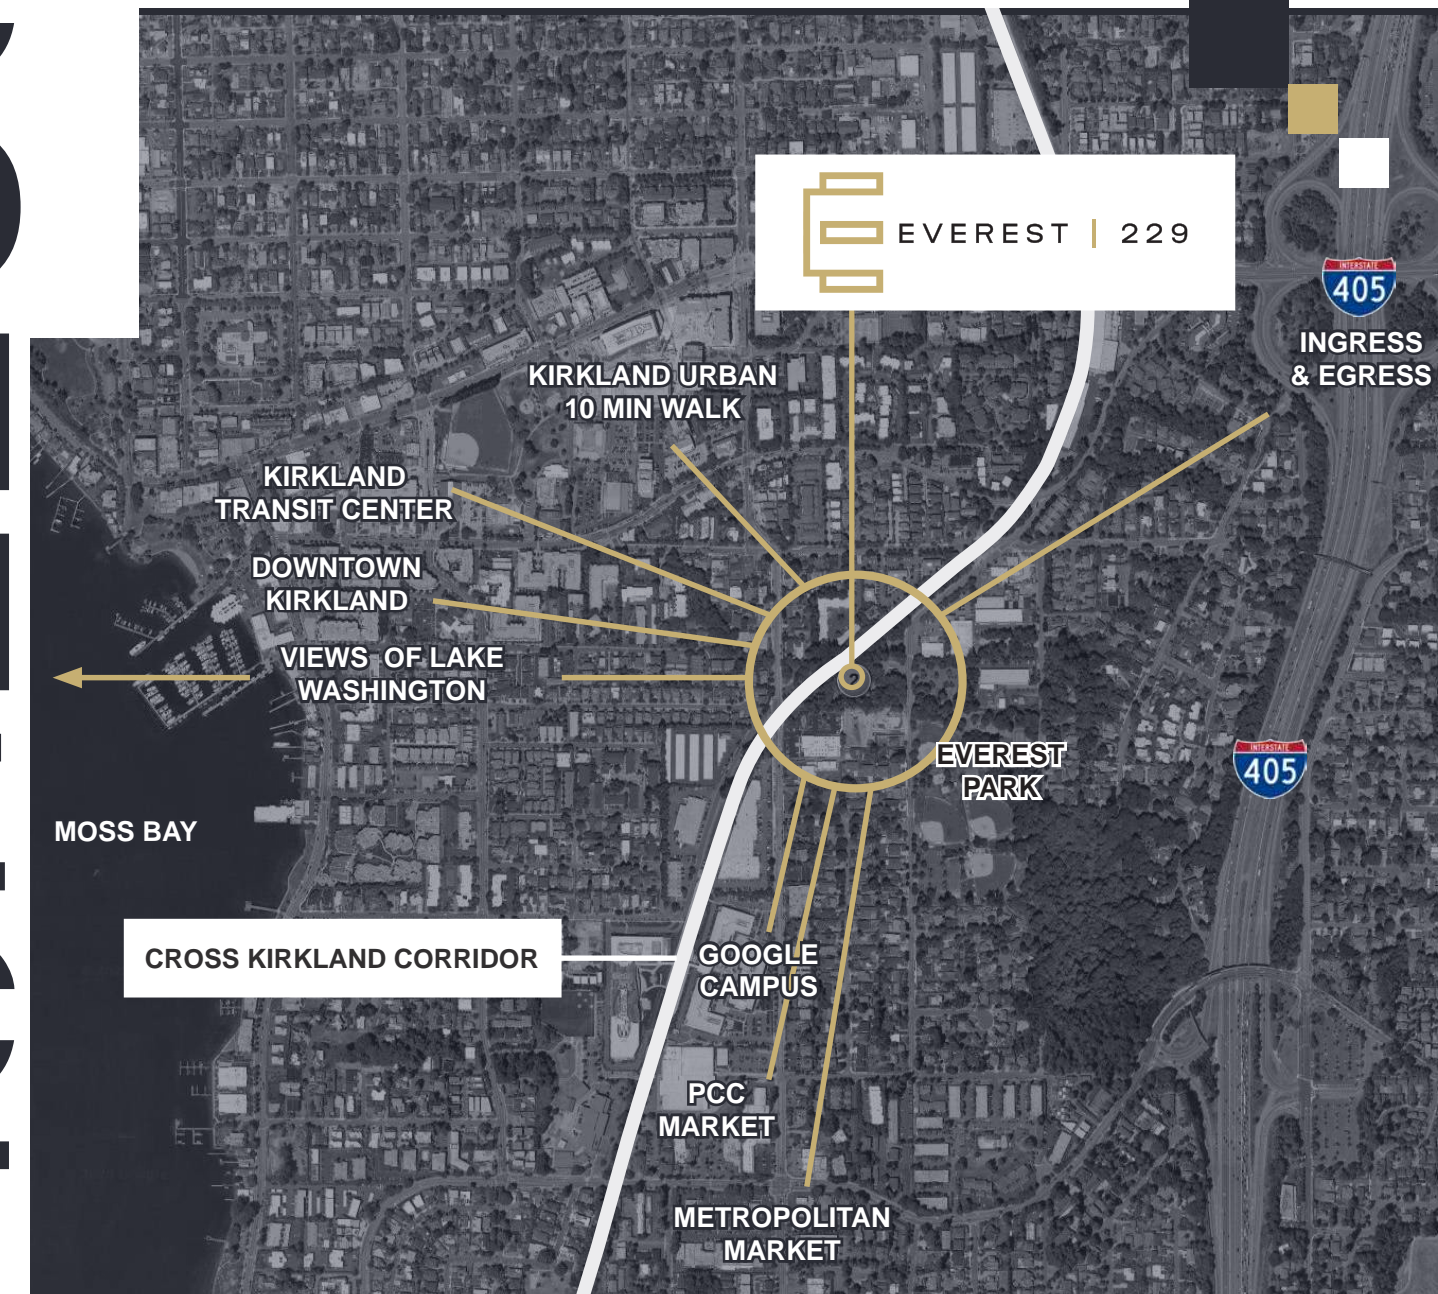 EVEREST | 229
INTERSTATE
405
INGRESS
& EGRESS
KIRKLAND URBAN
10 MIN WALK
KIRKLAND
TRANSIT CENTER
DOWNTOWN
KIRKLAND
VIEWS OF LAKE
WASHINGTON
EVEREST
PARK
INTERSTATE
405
MOSS BAY
CROSS KIRKLAND CORRIDOR
GOOGLE
CAMPUS
PCC
MARKET
METROPOLITAN
MARKET